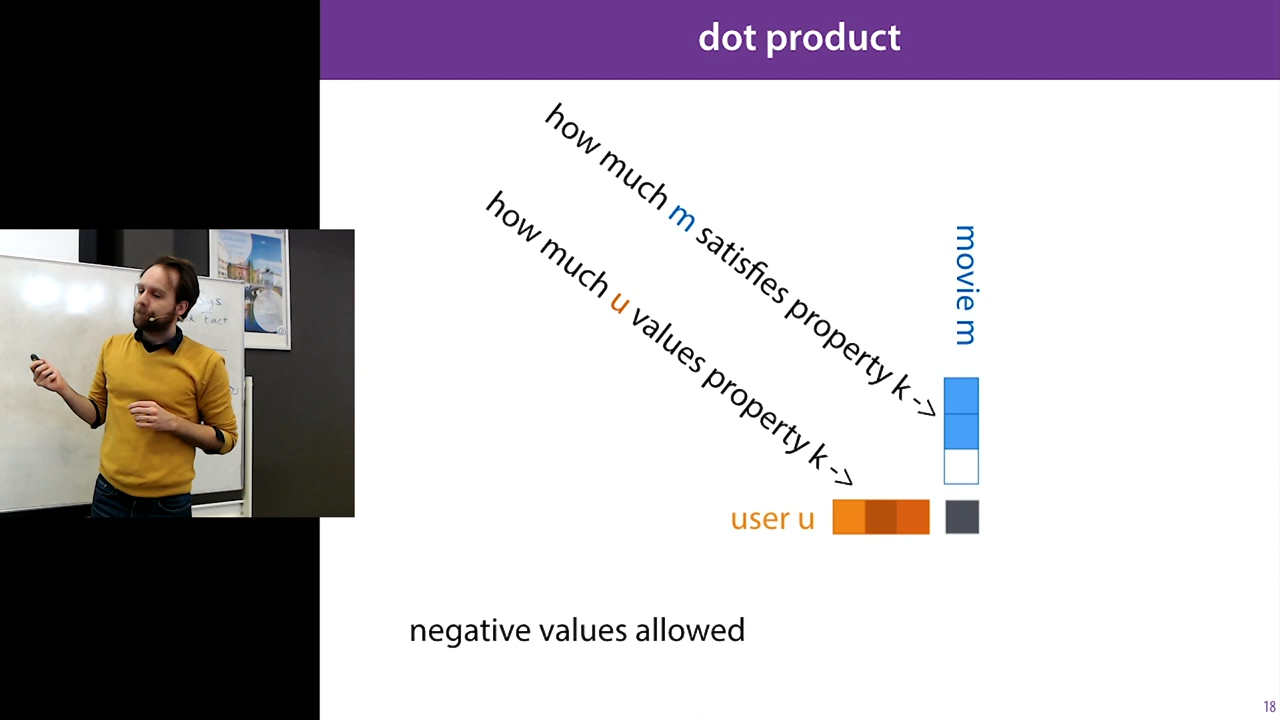 dot product
how much m satisfies property k ->
how much u values property k ->
movie m
user u
negative values allowed
18